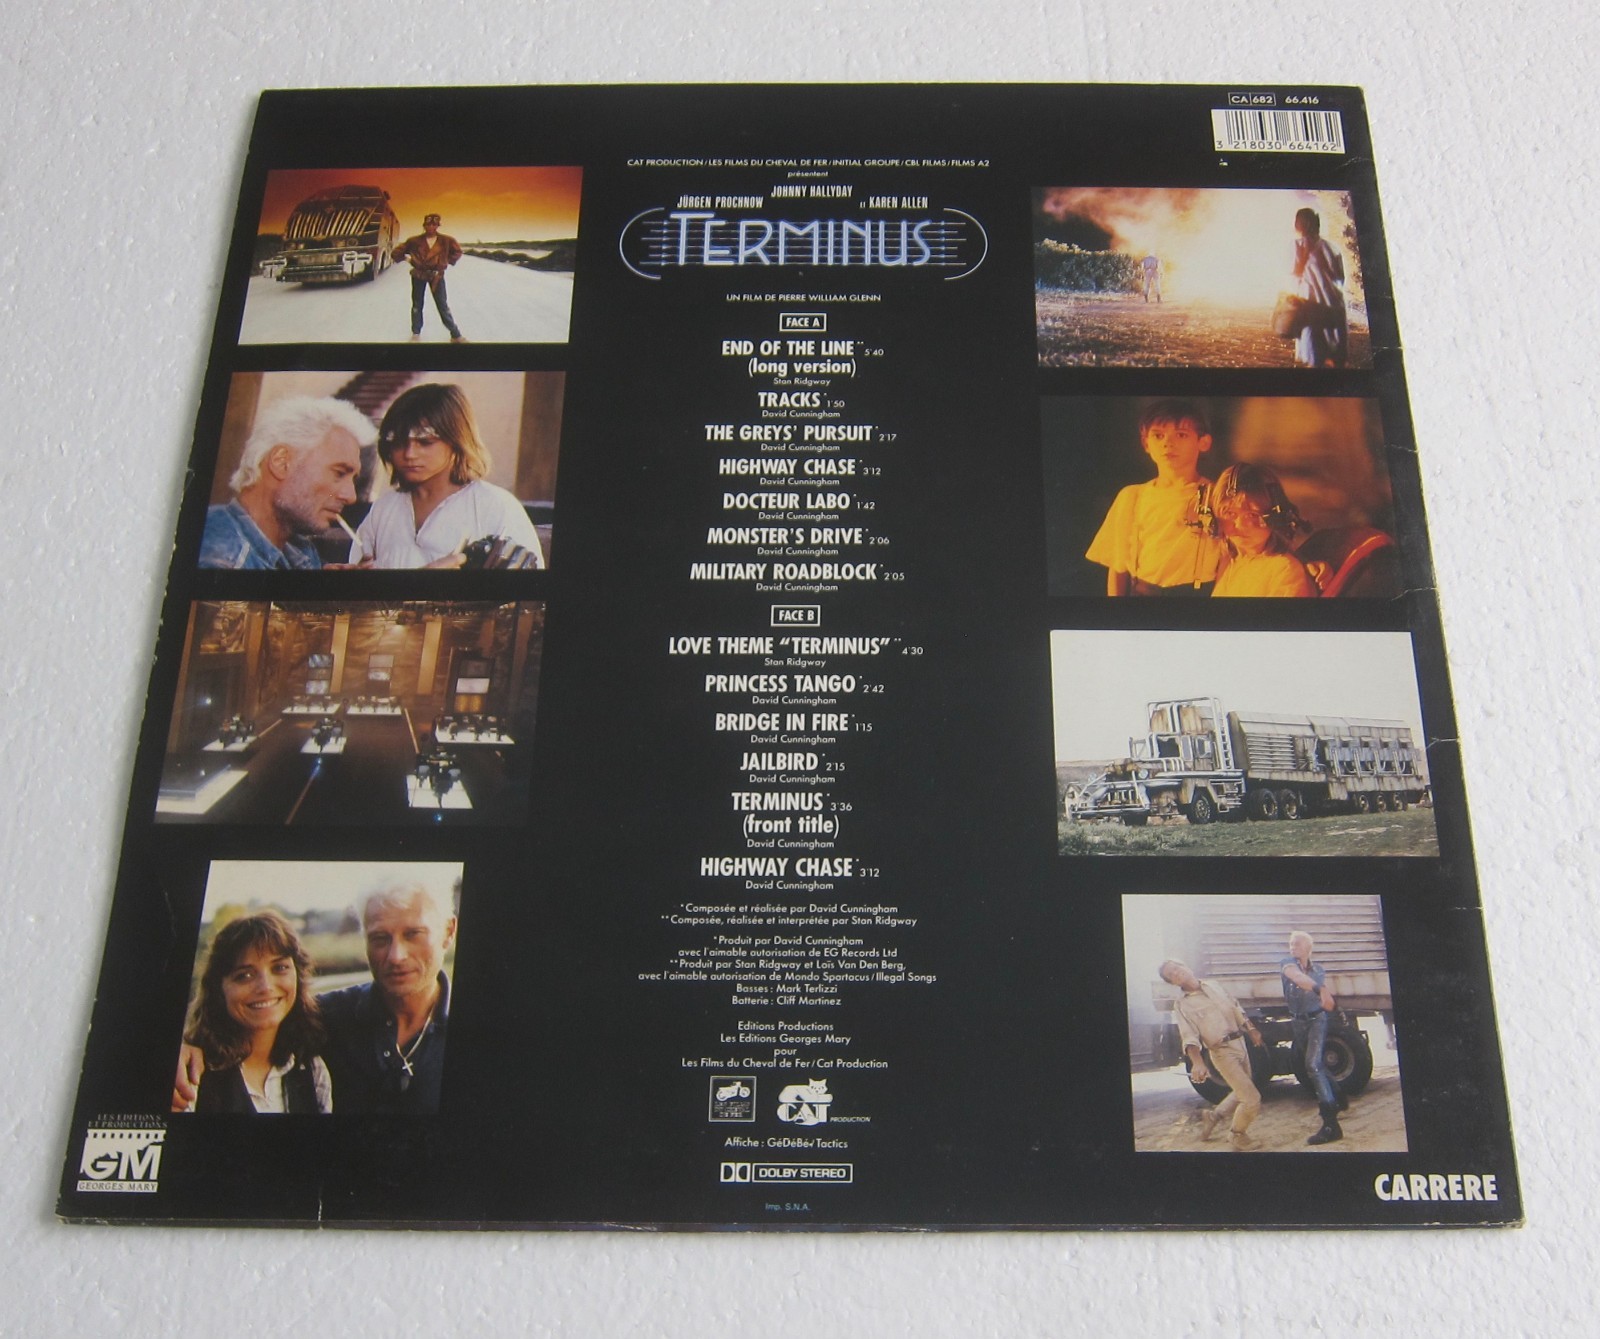 CA 682 66.416
3 218030 664162
CAT PRODUCTION / LES FILMS DU CHEVAL DE FER / INITIAL GROUPE / CBL FILMS / FILMS A2
présentent
JOHNNY HALLYDAY
JÜRGEN PROCHNOW ET KAREN ALLEN
TERMINUS
UN FILM DE PIERRE WILLIAM GLENN
FACE A
END OF THE LINE** 5'40
(long version)
Stan Ridgway
TRACKS* 1'50
David Cunningham
THE GREYS' PURSUIT* 2'17
David Cunningham
HIGHWAY CHASE* 3'12
David Cunningham
DOCTEUR LABO* 1'42
David Cunningham
MONSTER'S DRIVE* 2'06
David Cunningham
MILITARY ROADBLOCK* 2'05
David Cunningham
FACE B
LOVE THEME "TERMINUS"** 4'30
Stan Ridgway
PRINCESS TANGO* 2'42
David Cunningham
BRIDGE IN FIRE* 1'15
David Cunningham
JAILBIRD* 2'15
David Cunningham
TERMINUS* 3'36
(front title)
David Cunningham
HIGHWAY CHASE* 3'12
David Cunningham
*Composée et réalisée par David Cunningham
**Composée, réalisée et interprétée par Stan Ridgway
*Produit par David Cunningham
avec l'aimable autorisation de EG Records Ltd
**Produit par Stan Ridgway et Loïs Van Den Berg,
avec l'aimable autorisation de Mondo Spartacus / Illegal Songs
Basses : Mark Terlizzi
Batterie : Cliff Martinez
Editions Productions
Les Editions Georges Mary
pour
Les Films du Cheval de Fer / Cat Production
CAT PRODUCTION
Affiche : GéDéBé / Tactics
DOLBY STEREO
Imp. S.N.A.
LES EDITIONS
ET PRODUCTIONS
GM
GEORGES MARY
CARRERE